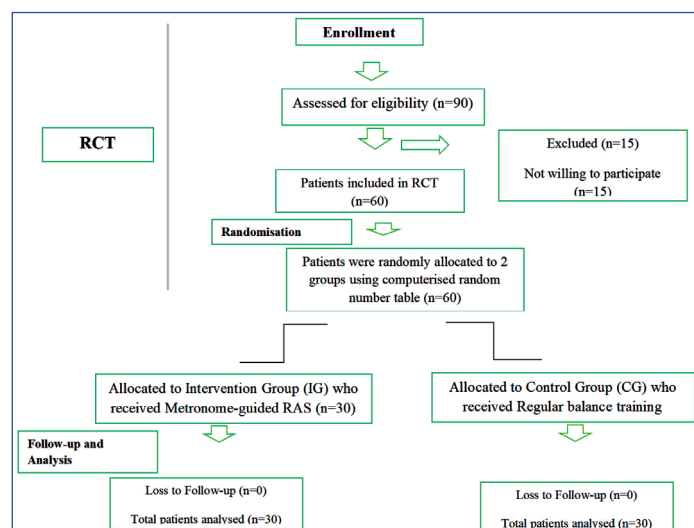 Enrollment
Assessed for eligibility (n=90)
RCT
Excluded (n=15)
Not willing to participate
(n=15)
Patients included in RCT
(n=60)
Randomisation
Patients were randomly allocated to 2
groups using computerised random
number table (n=60)
Allocated to Intervention Group (IG) who
received Metronome-guided RAS (n=30)
Allocated to Control Group (CG) who
received Regular balance training
Follow-up and
Analysis
Loss to Follow-up (n=0)
Total patients analysed (n=30)
Loss to Follow-up (n=0)
Total patients analysed (n=30)